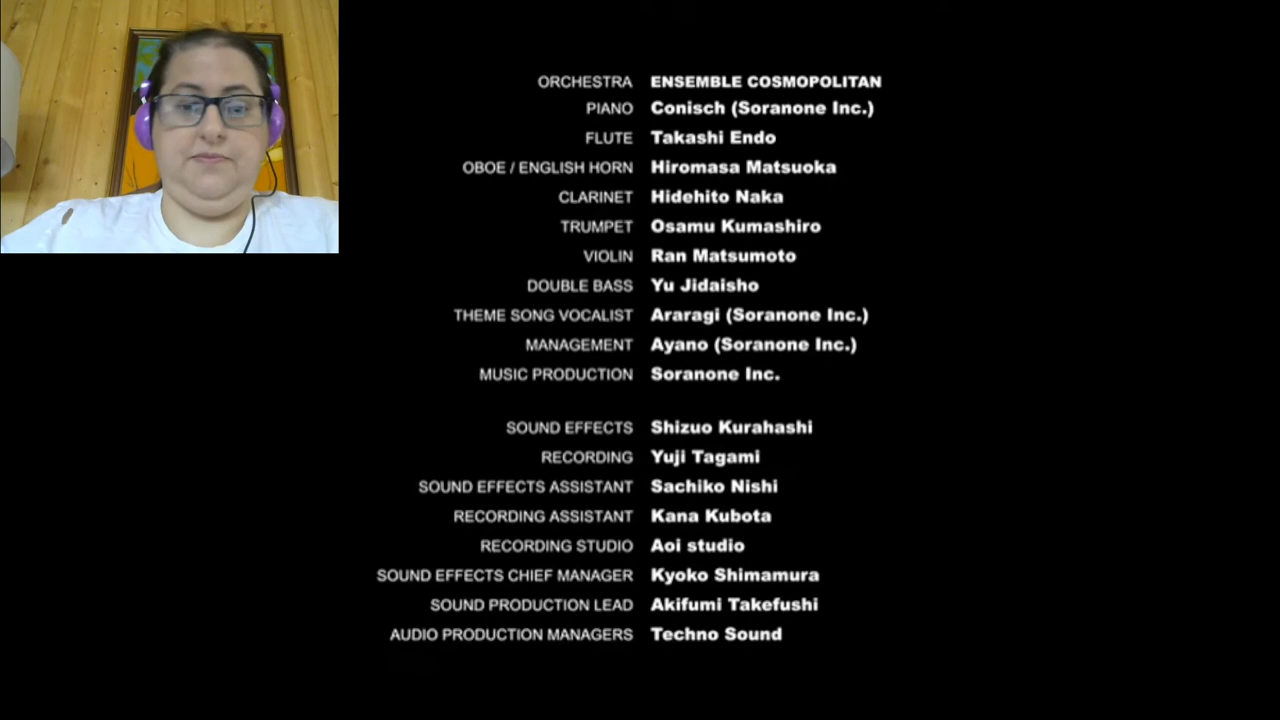 ORCHESTRA ENSEMBLE COSMOPOLITAN
PIANO Conisch (Soranone Inc.)
FLUTE Takashi Endo
OBOE / ENGLISH HORN Hiromasa Matsuoka
CLARINET Hidehito Naka
TRUMPET Osamu Kumashiro
VIOLIN Ran Matsumoto
DOUBLE BASS Yu Jidaisho
THEME SONG VOCALIST Araragi (Soranone Inc.)
MANAGEMENT Ayano (Soranone Inc.)
MUSIC PRODUCTION Soranone Inc.
SOUND EFFECTS Shizuo Kurahashi
RECORDING Yuji Tagami
SOUND EFFECTS ASSISTANT Sachiko Nishi
RECORDING ASSISTANT Kana Kubota
RECORDING STUDIO Aoi studio
SOUND EFFECTS CHIEF MANAGER Kyoko Shimamura
SOUND PRODUCTION LEAD Akifumi Takefushi
AUDIO PRODUCTION MANAGERS Techno Sound